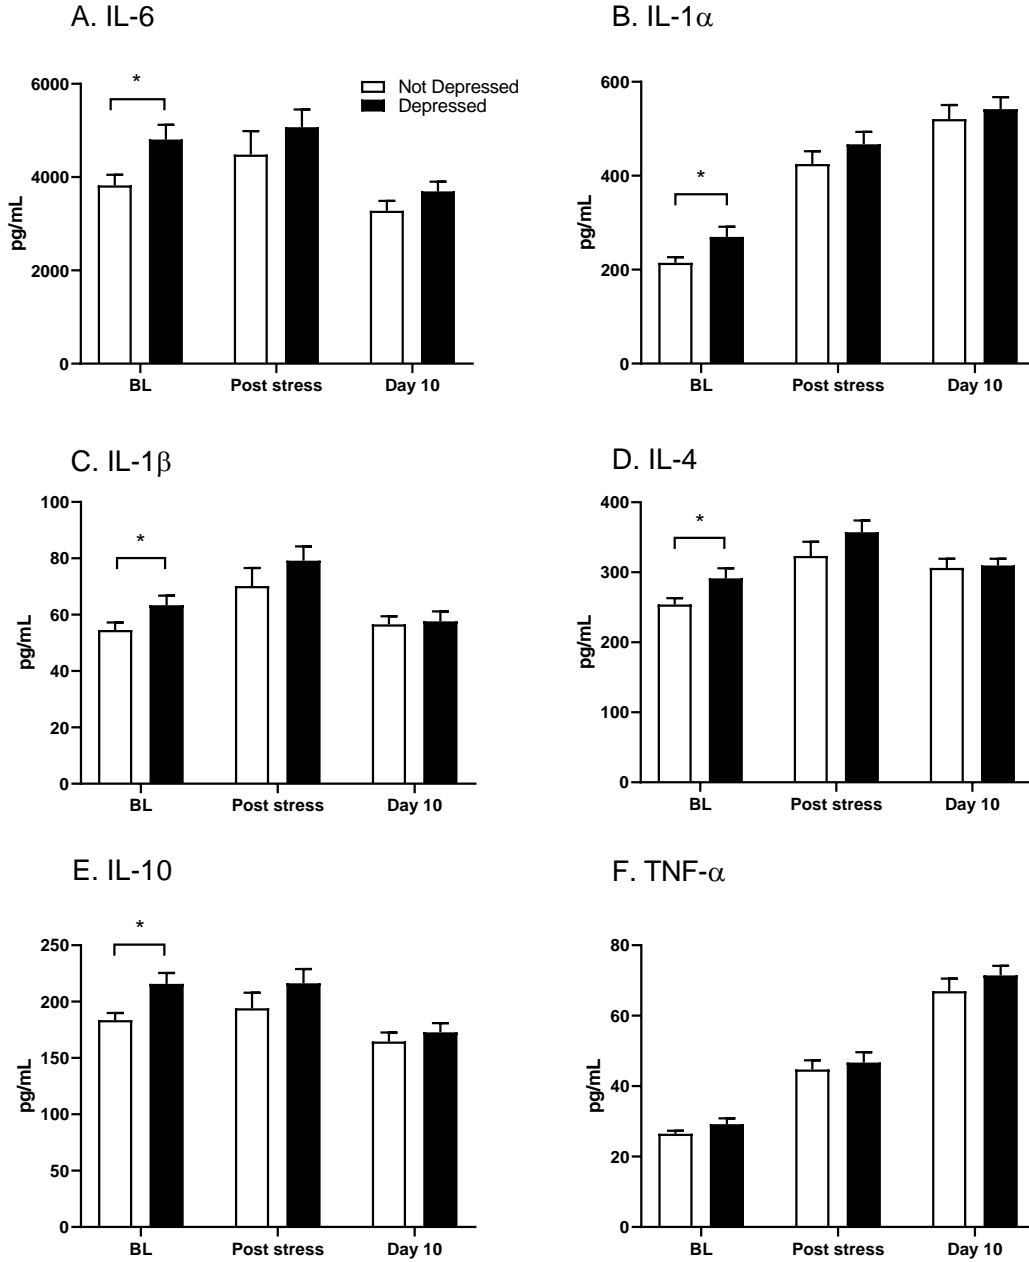 A. IL-6
6000
4000
2000
0
pg/mL
*
Not Depressed
Depressed
BL Post stress Day 10
B. IL-1α
600
400
200
0
pg/mL
*
BL Post stress Day 10
C. IL-1β
100
80
60
40
20
0
pg/mL
*
BL Post stress Day 10
D. IL-4
400
300
200
100
0
pg/mL
*
BL Post stress Day 10
E. IL-10
250
200
150
100
50
0
pg/mL
*
BL Post stress Day 10
F. TNF-α
80
60
40
20
0
pg/mL
BL Post stress Day 10